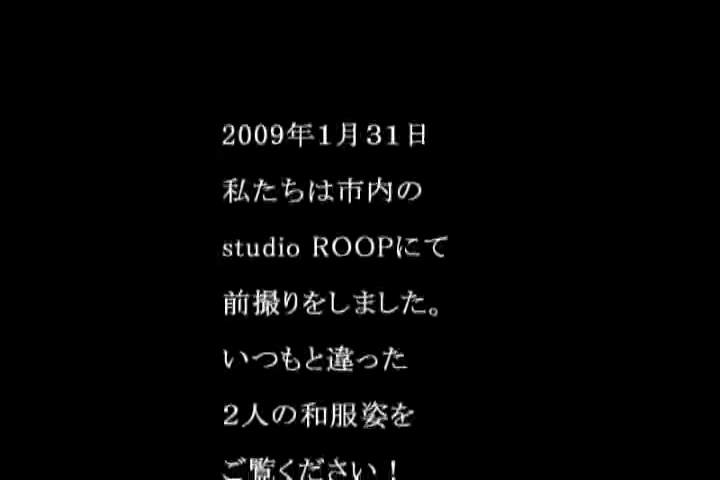 2009年1月31日
私たちは市内の
studio ROOPにて
前撮りをしました。
いつもと違った
2人の和服姿を
ご覧ください！